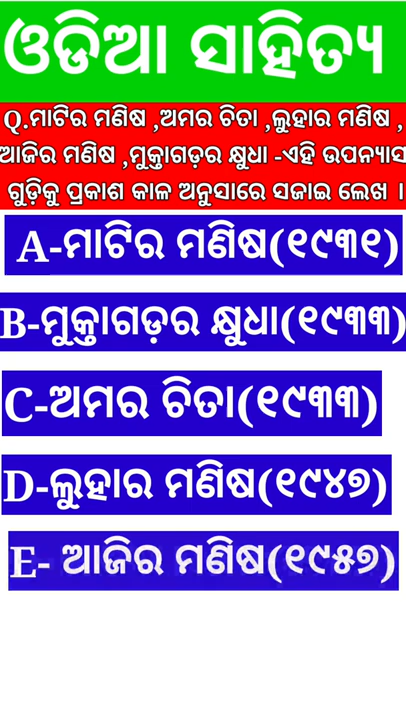 ଓଡିଆ ସାହିତ୍ୟ
Q.ମାଟିର ମଣିଷ ,ଅମର ଚିତା ,ଲୁହାର ମଣିଷ ,
ଆଜିର ମଣିଷ ,ମୁକ୍ତାଗଡ଼ର କ୍ଷୁଧା -ଏହି ଉପନ୍ୟାସ
ଗୁଡ଼ିକୁ ପ୍ରକାଶ କାଳ ଅନୁସାରେ ସଜାଇ ଲେଖ ।
A-ମାଟିର ମଣିଷ(୧୯୩୧)
B-ମୁକ୍ତାଗଡ଼ର କ୍ଷୁଧା(୧୯୩୩)
C-ଅମର ଚିତା(୧୯୩୩)
D-ଲୁହାର ମଣିଷ(୧୯୪୭)
E- ଆଜିର ମଣିଷ(୧୯୫୭)